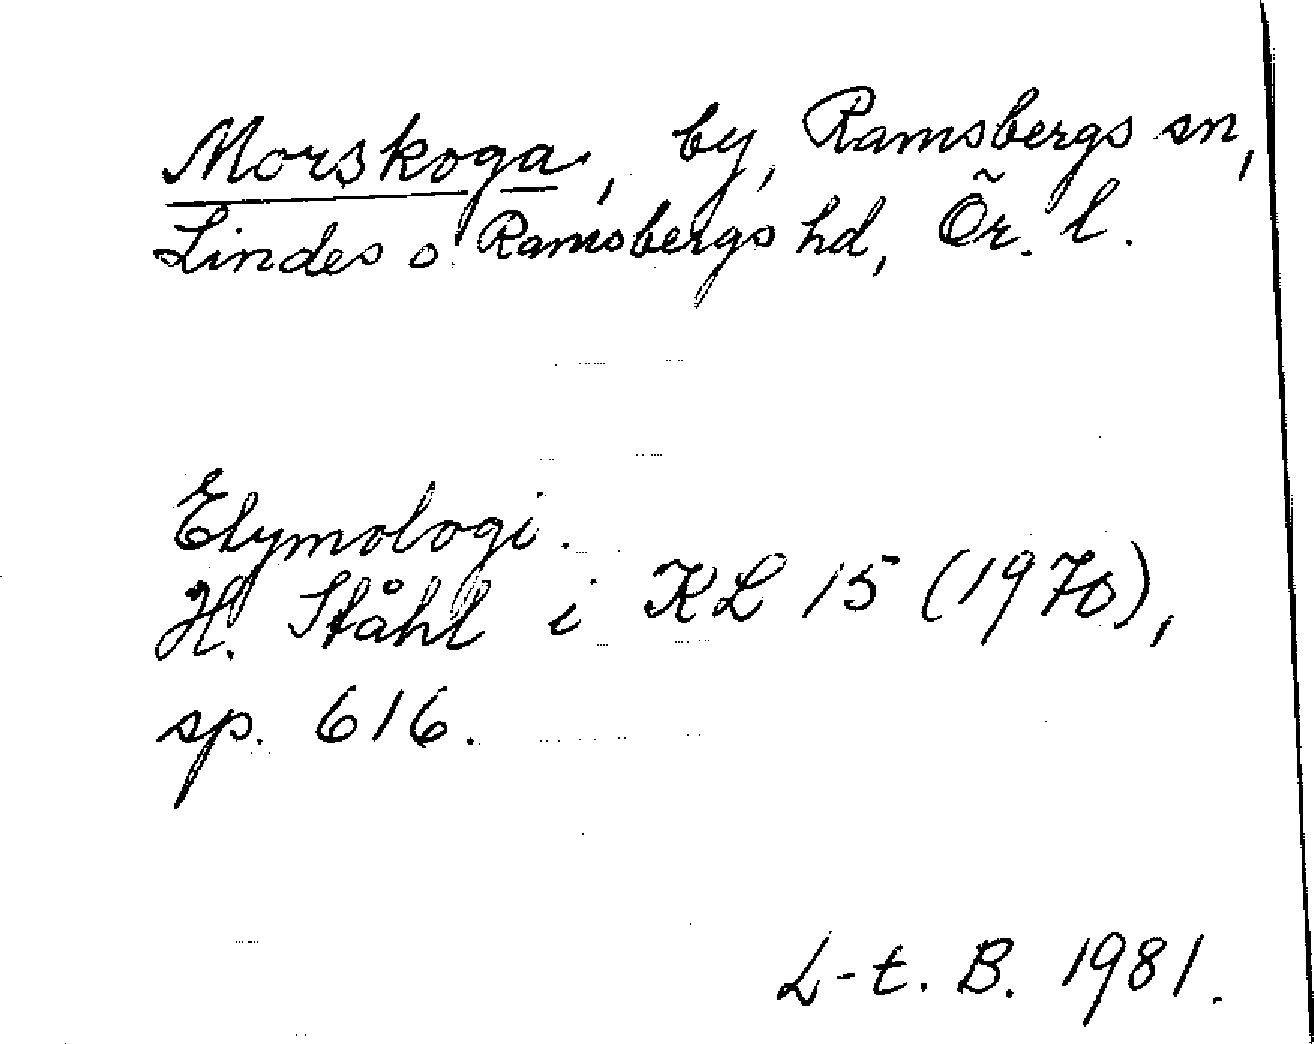 Morskoga, by, Ramsbergs sn,
Lindes o Ramsbergs hd, Ör. l.
Etymologi.
H. Ståhl i KL 15 (1970),
sp. 616.
L-t. B. 1981.